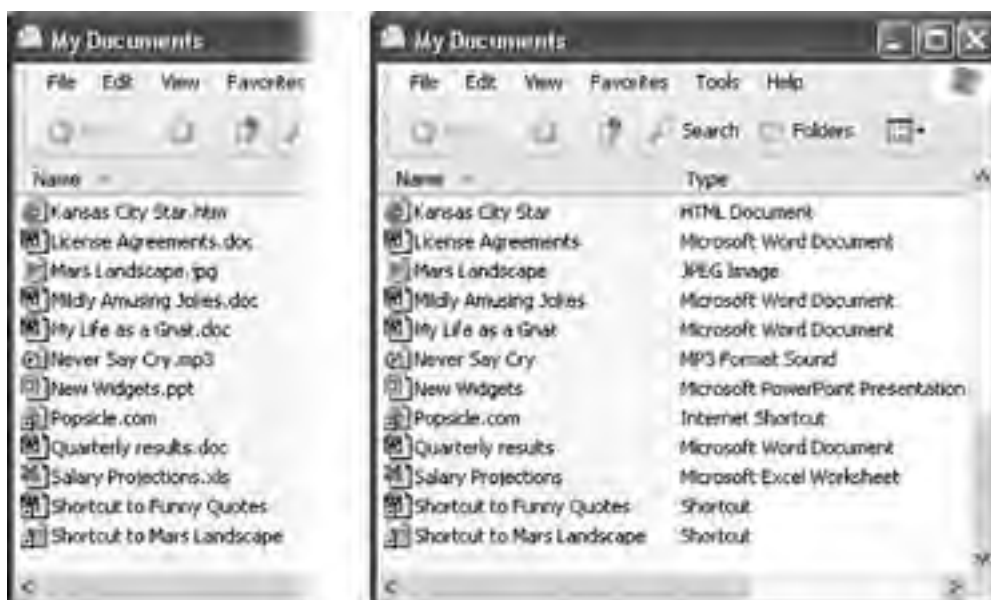 My Documents
File Edit View Favorites
Name
Kansas City Star.htm
License Agreements.doc
Mars Landscape.jpg
Mildly Amusing Jokes.doc
My Life as a Gnat.doc
Never Say Cry.mp3
New Widgets.ppt
Popsicle.com
Quarterly results.doc
Salary Projections.xls
Shortcut to Funny Quotes
Shortcut to Mars Landscape
My Documents
File Edit View Favorites Tools Help
Search Folders
Name Type
Kansas City Star HTML Document
License Agreements Microsoft Word Document
Mars Landscape JPEG Image
Mildly Amusing Jokes Microsoft Word Document
My Life as a Gnat Microsoft Word Document
Never Say Cry MP3 Format Sound
New Widgets Microsoft PowerPoint Presentation
Popsicle.com Internet Shortcut
Quarterly results Microsoft Word Document
Salary Projections Microsoft Excel Worksheet
Shortcut to Funny Quotes Shortcut
Shortcut to Mars Landscape Shortcut